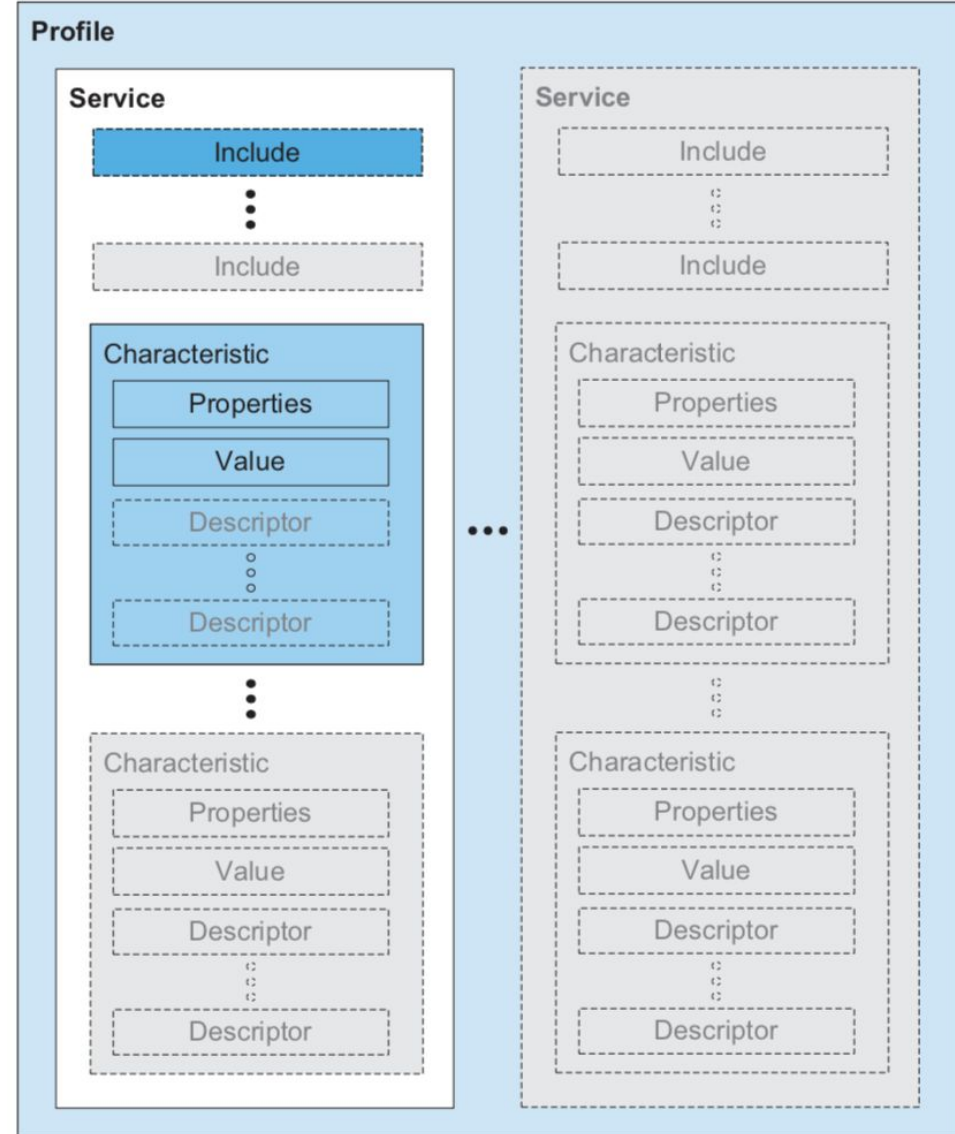 Profile
Service
Include
Include
Characteristic
Properties
Value
Descriptor
Descriptor
Characteristic
Properties
Value
Descriptor
Descriptor
Service
Include
Include
Characteristic
Properties
Value
Descriptor
Descriptor
Characteristic
Properties
Value
Descriptor
Descriptor